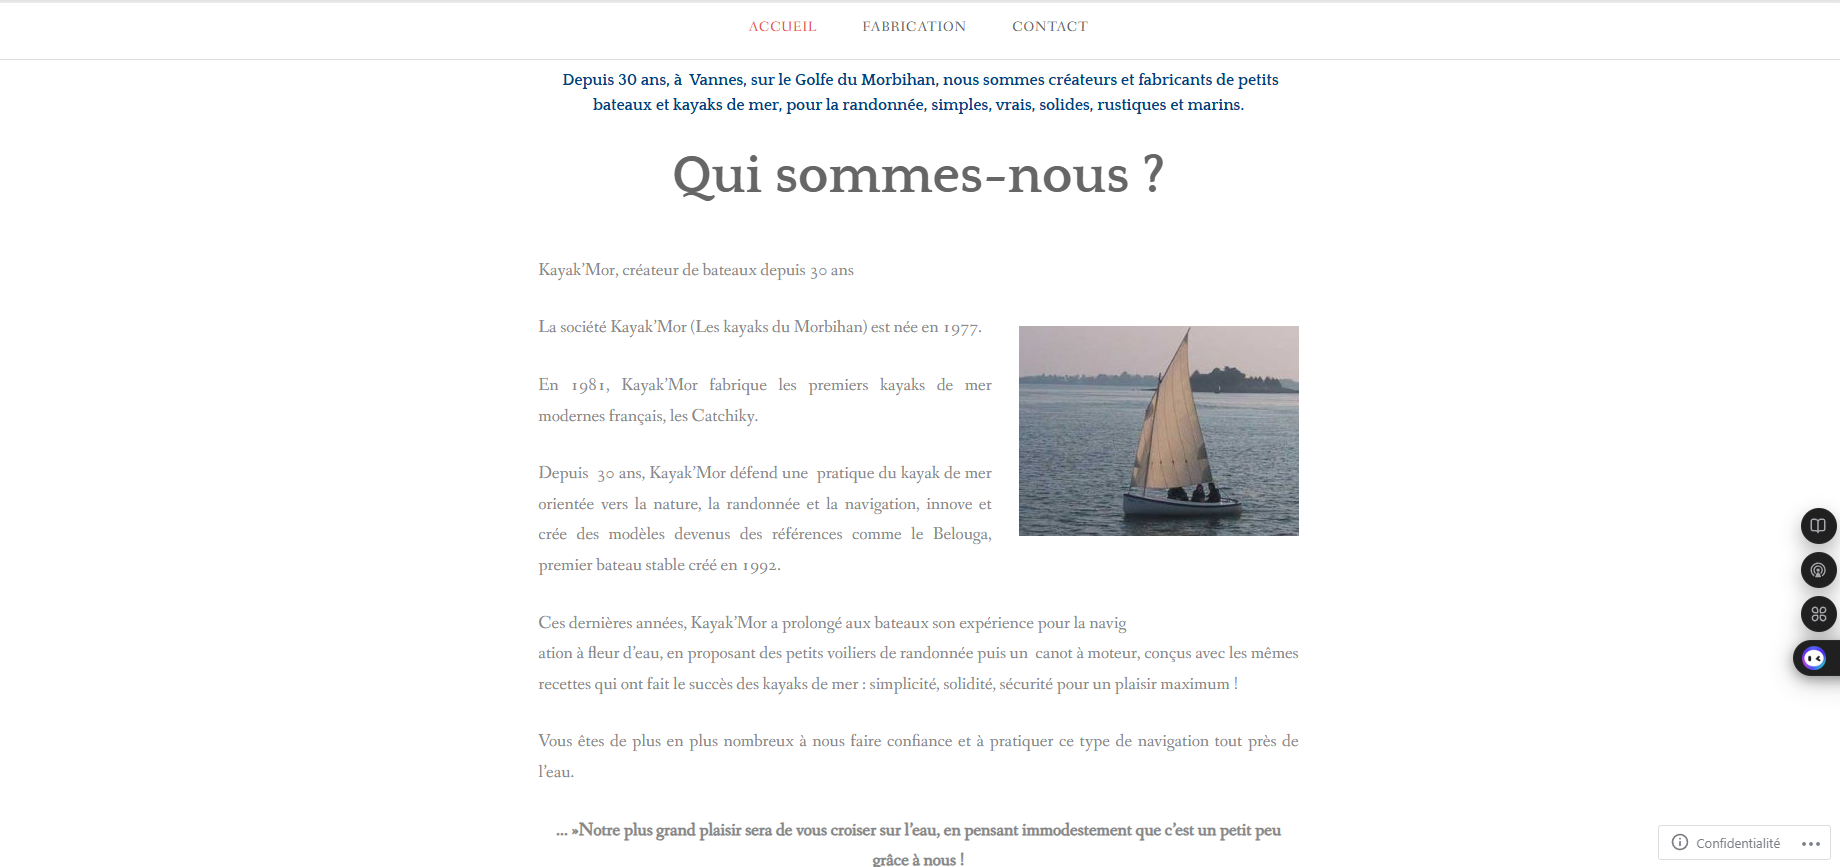 ACCUEIL FABRICATION CONTACT
Depuis 30 ans, à  Vannes, sur le Golfe du Morbihan, nous sommes créateurs et fabricants de petits
bateaux et kayaks de mer, pour la randonnée, simples, vrais, solides, rustiques et marins.
Qui sommes-nous ?
Kayak’Mor, créateur de bateaux depuis 30 ans
La société Kayak’Mor (Les kayaks du Morbihan) est née en 1977.
En 1981, Kayak’Mor fabrique les premiers kayaks de mer
modernes français, les Catchiky.
Depuis  30 ans, Kayak’Mor défend une  pratique du kayak de mer
orientée vers la nature, la randonnée et la navigation, innove et
crée des modèles devenus des références comme le Belouga,
premier bateau stable créé en 1992.
Ces dernières années, Kayak’Mor a prolongé aux bateaux son expérience pour la navig
ation à fleur d’eau, en proposant des petits voiliers de randonnée puis un  canot à moteur, conçus avec les mêmes
recettes qui ont fait le succès des kayaks de mer : simplicité, solidité, sécurité pour un plaisir maximum !
Vous êtes de plus en plus nombreux à nous faire confiance et à pratiquer ce type de navigation tout près de
l’eau.
... »Notre plus grand plaisir sera de vous croiser sur l’eau, en pensant immodestement que c’est un petit peu
grâce à nous !
Confidentialité